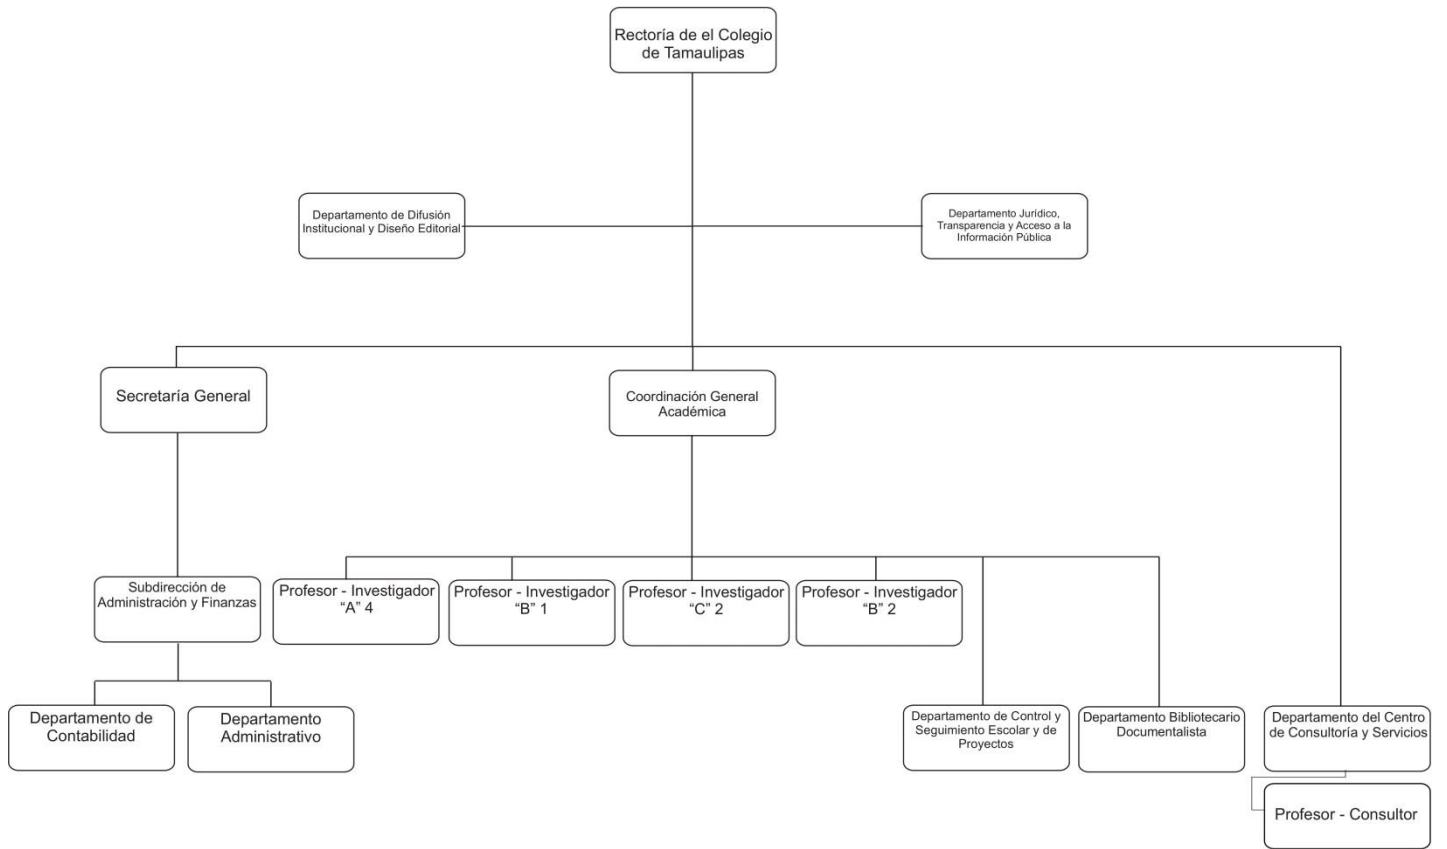 Rectoría de el Colegio
de Tamaulipas
Departamento de Difusión
Institucional y Diseño Editorial
Departamento Jurídico,
Transparencia y Acceso a la
Información Pública
Secretaría General
Coordinación General
Académica
Subdirección de
Administración y Finanzas
Profesor - Investigador
“A” 4
Profesor - Investigador
“B” 1
Profesor - Investigador
“C” 2
Profesor - Investigador
“B” 2
Departamento de
Contabilidad
Departamento
Administrativo
Departamento de Control y
Seguimiento Escolar y de
Proyectos
Departamento Bibliotecario
Documentalista
Departamento del Centro
de Consultoría y Servicios
Profesor - Consultor